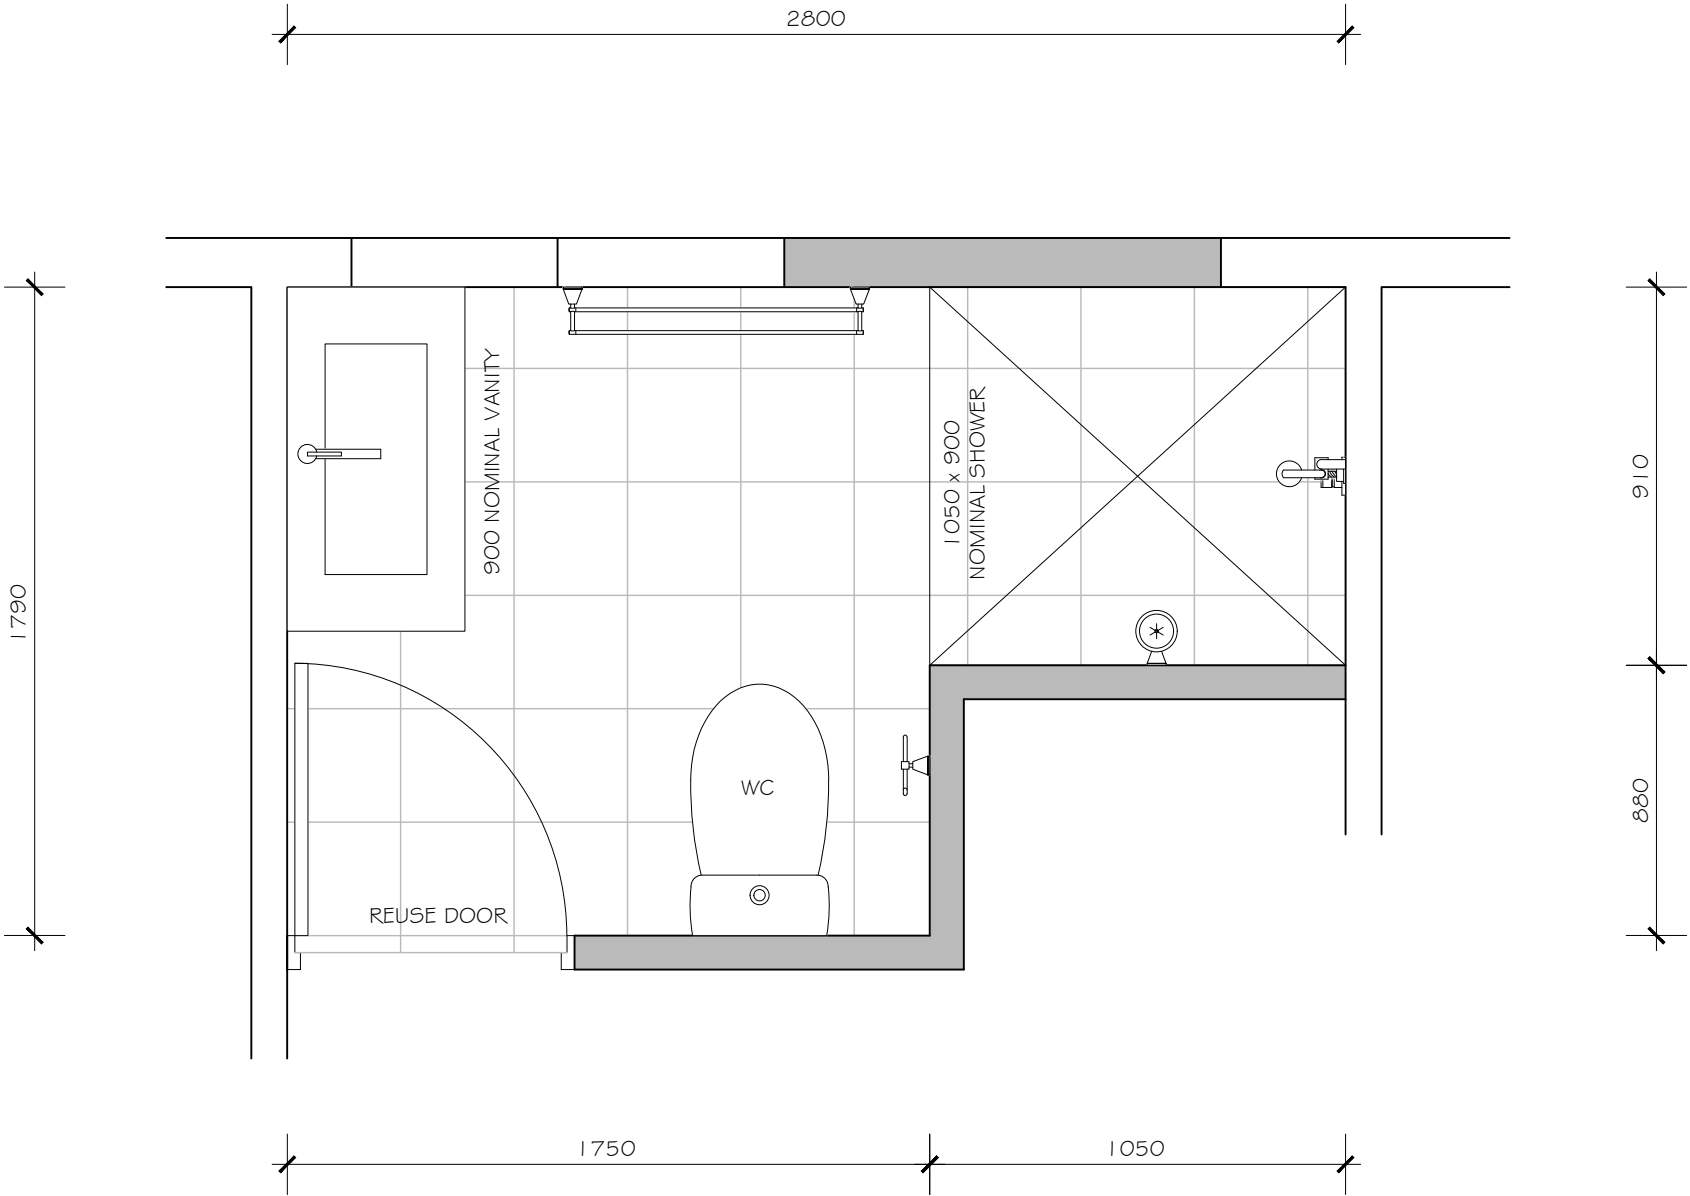 2800
900 NOMINAL VANITY
1050 x 900
NOMINAL SHOWER
910
1790
WC
880
REUSE DOOR
1750
1050